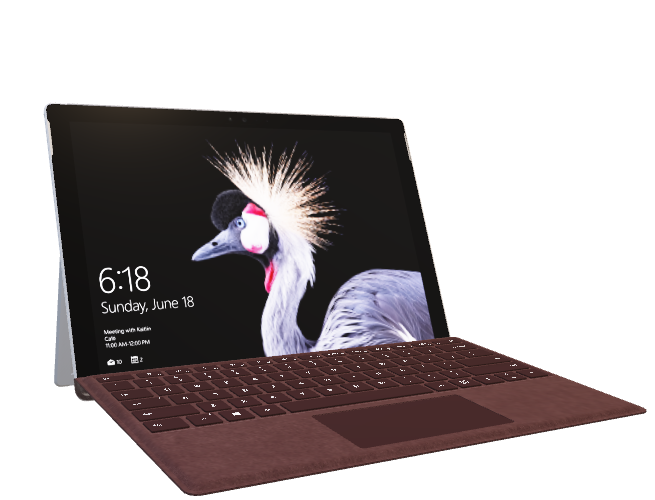 6:18
Sunday, June 18
Meeting with Kaitlin
Cafe
11:00 AM-12:00 PM
10 2